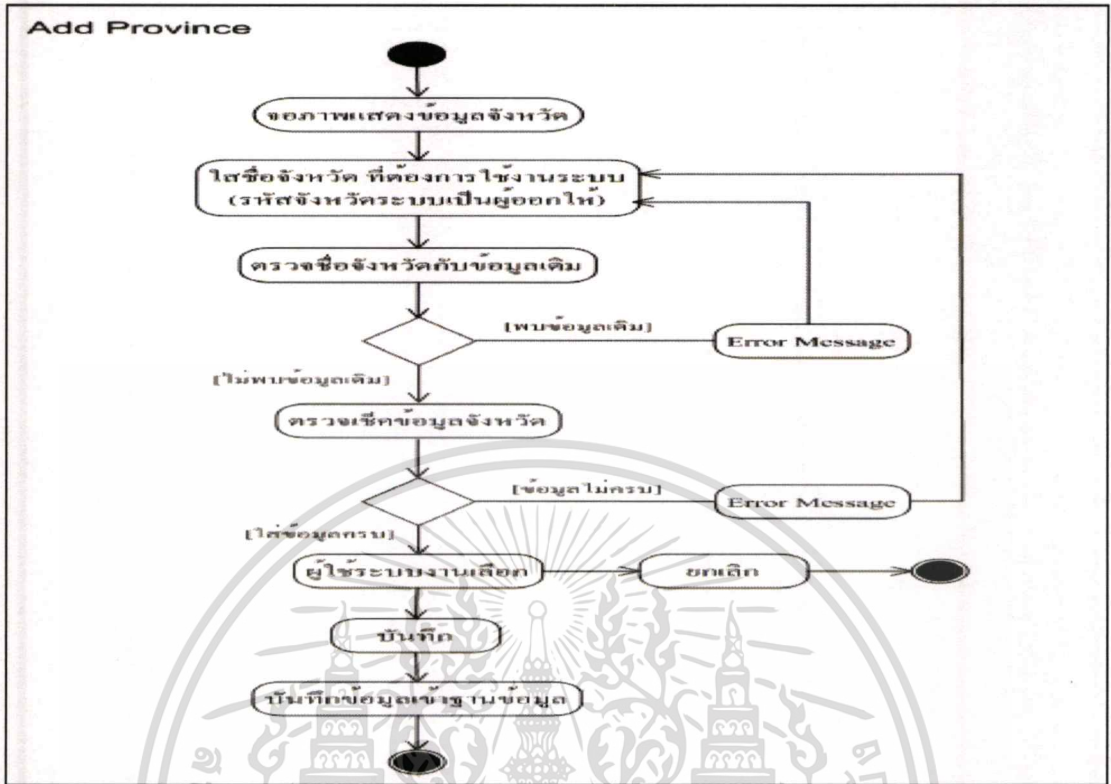 Add Province
จอภาพแสดงข้อมูลจังหวัด
ใส่ชื่อจังหวัด ที่ต้องการใช้งานระบบ
(รหัสจังหวัดระบบเป็นผู้ออกให้)
ตรวจชื่อจังหวัดกับข้อมูลเดิม
[พบข้อมูลเดิม]
Error Message
[ไม่พบข้อมูลเดิม]
ตรวจเช็คข้อมูลจังหวัด
[ข้อมูลไม่ครบ]
Error Message
[ใส่ข้อมูลครบ]
ผู้ใช้ระบบงานเลือก
ยกเลิก
บันทึก
บันทึกข้อมูลเข้าฐานข้อมูล